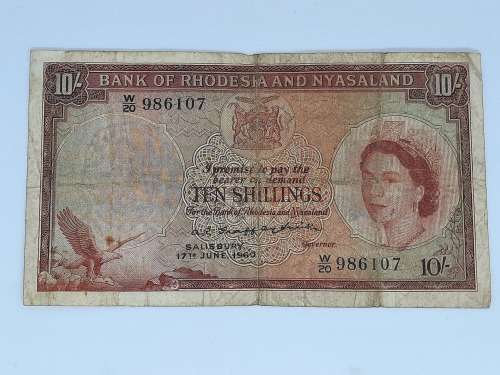 10/- BANK OF RHODESIA AND NYASALAND 10/-
W/20 986107
I promise to pay the
bearer on demand
TEN SHILLINGS
For the Bank of Rhodesia and Nyasaland
Governor.
SALISBURY
17TH JUNE, 1960
W/20 986107
10/-